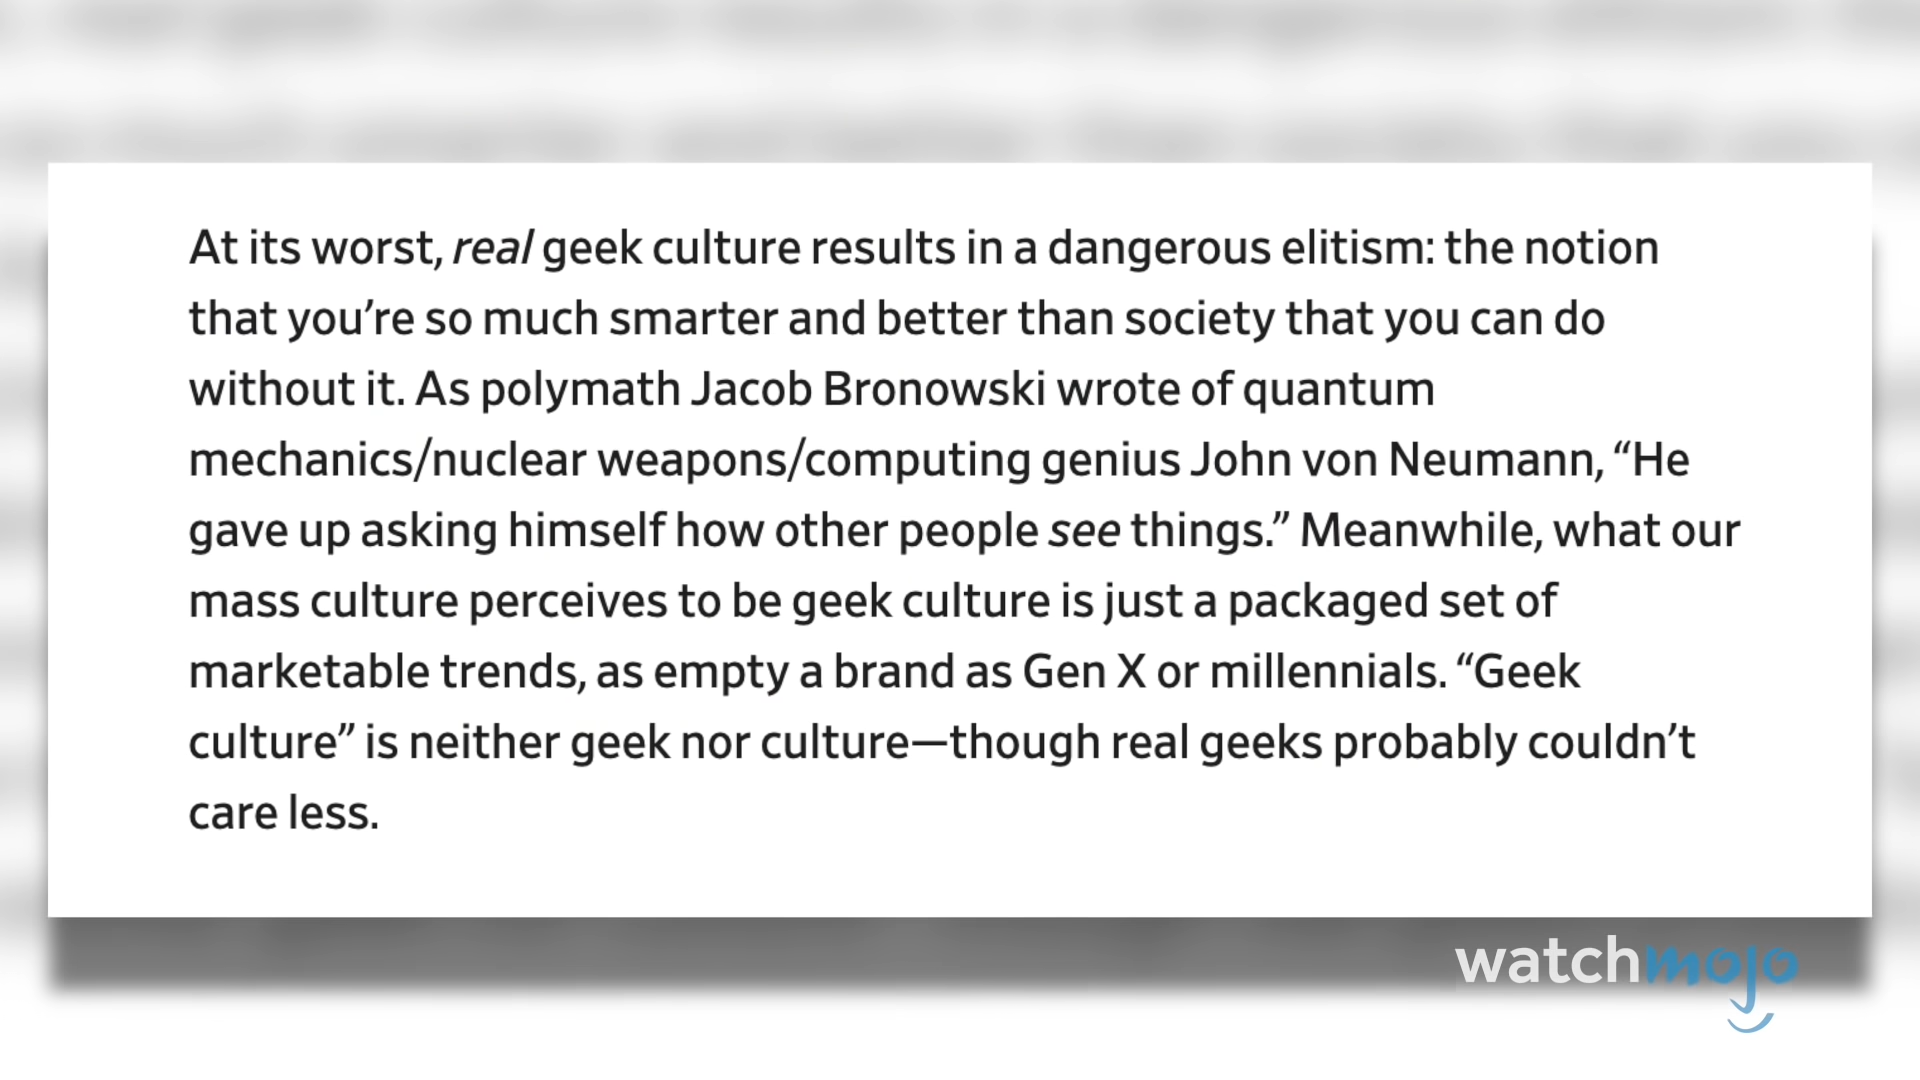 At its worst, real geek culture results in a dangerous elitism: the notion
that you’re so much smarter and better than society that you can do
without it. As polymath Jacob Bronowski wrote of quantum
mechanics/nuclear weapons/computing genius John von Neumann, “He
gave up asking himself how other people see things.” Meanwhile, what our
mass culture perceives to be geek culture is just a packaged set of
marketable trends, as empty a brand as Gen X or millennials. “Geek
culture” is neither geek nor culture—though real geeks probably couldn’t
care less.
watchmojo